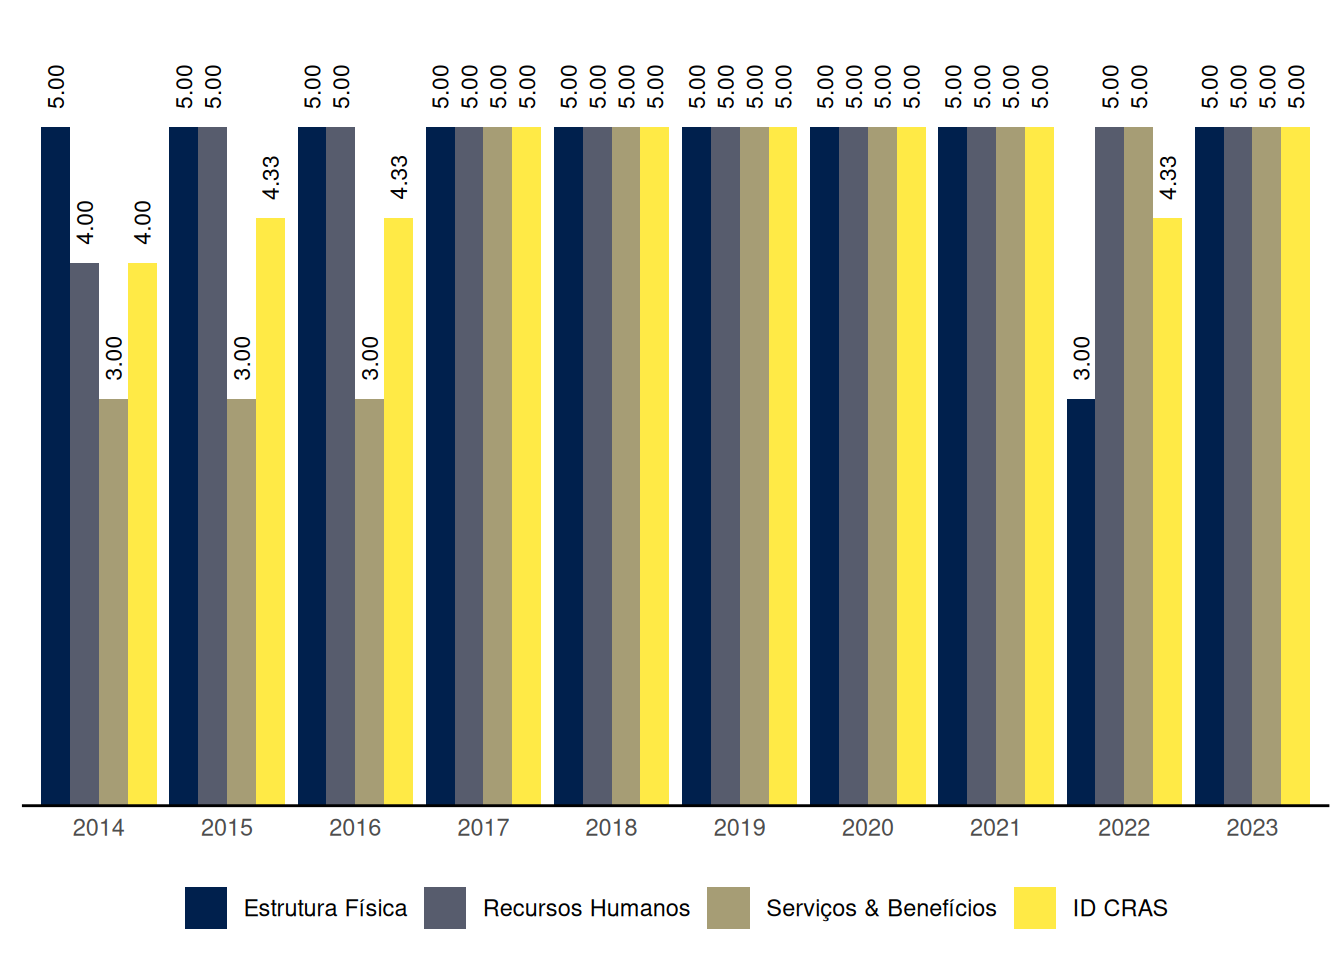 5.00 4.00 3.00 4.00 5.00 5.00 3.00 4.33 5.00 5.00 3.00 4.33 5.00 5.00 5.00 5.00 5.00 5.00 5.00 5.00 5.00 5.00 5.00 5.00 5.00 5.00 5.00 5.00 5.00 5.00 5.00 5.00 3.00 5.00 5.00 4.33 5.00 5.00 5.00 5.00
2014 2015 2016 2017 2018 2019 2020 2021 2022 2023
Estrutura Física Recursos Humanos Serviços & Benefícios ID CRAS